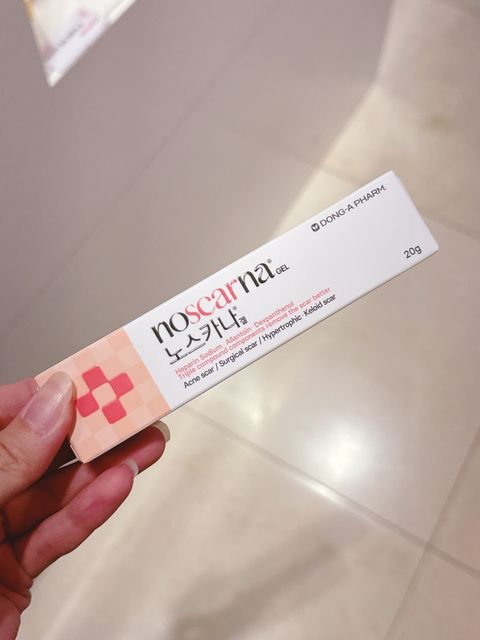 DONG-A PHARM.
20g
noscarna® GEL
노스카나® 겔
Heparin Sodium Allantoin Dexpanthenol
Triple compound components remove the scar better
Acne scar / Surgical scar / Hypertrophic · Keloid scar